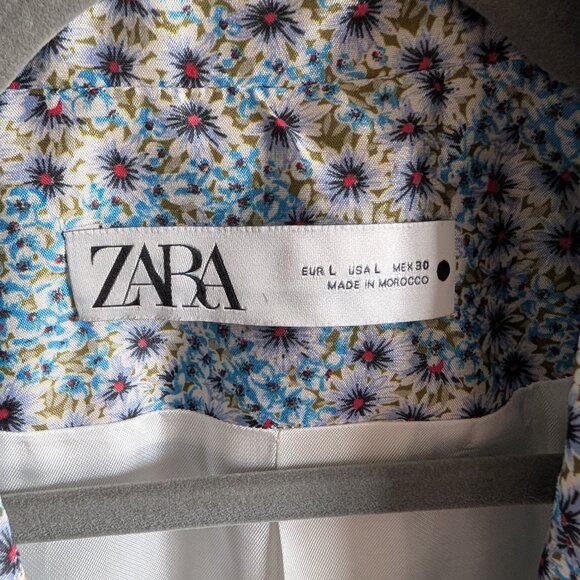 ZARA
EUR L USA L MEX 30
MADE IN MOROCCO